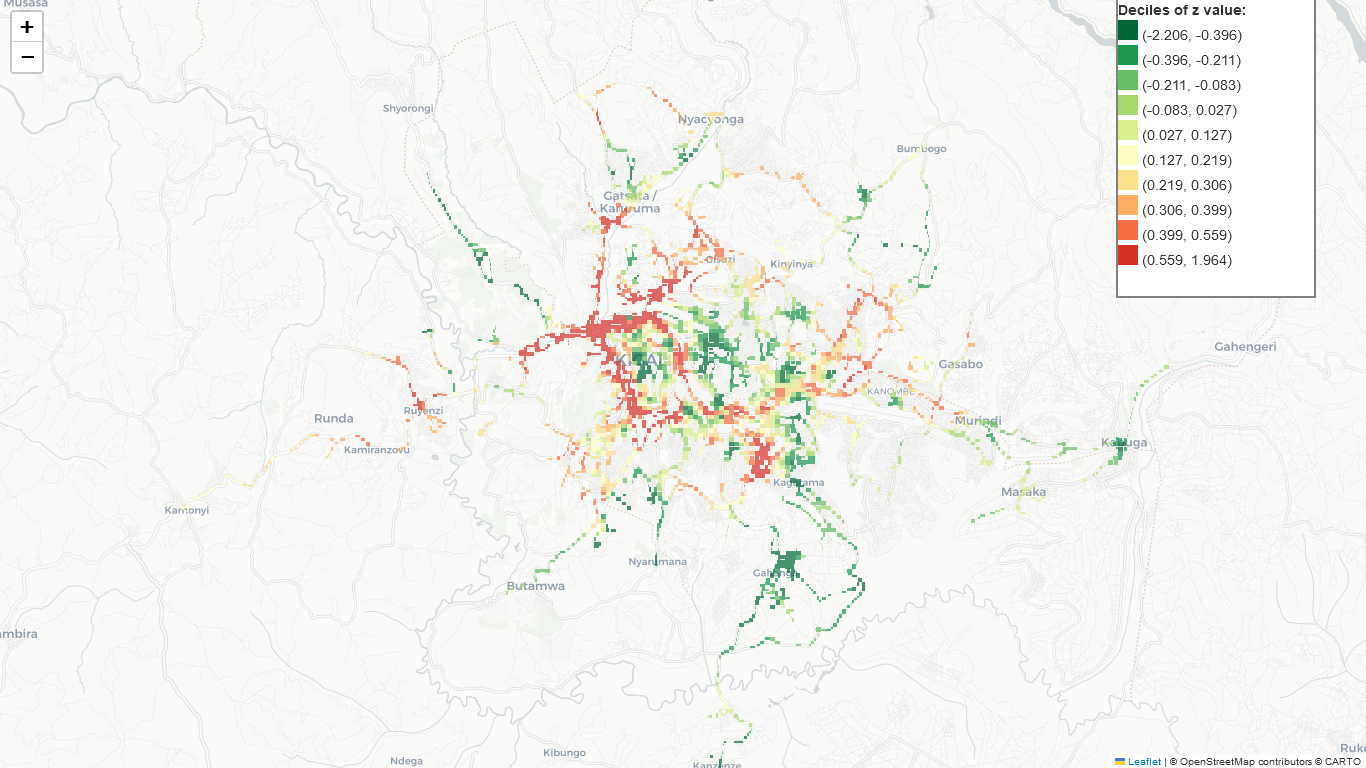 Musasa
+
−
Deciles of z value:
(-2.206, -0.396)
(-0.396, -0.211)
(-0.211, -0.083)
(-0.083, 0.027)
(0.027, 0.127)
(0.127, 0.219)
(0.219, 0.306)
(0.306, 0.399)
(0.399, 0.559)
(0.559, 1.964)
Shyorongi
Nyacyonga
Bumbogo
Gatsata /
Karuruma
Gisozi
Kinyinya
Gahengeri
KIGALI
Gasabo
KANOMBE
Ruyenzi
Runda
Murindi
Kabuga
Kamiranzovu
Kagarama
Masaka
Kamonyi
Nyarumana
Gahanga
Butamwa
ambira
Kibungo
Ndega
Kanzenze
Ruko
Leaflet | © OpenStreetMap contributors © CARTO